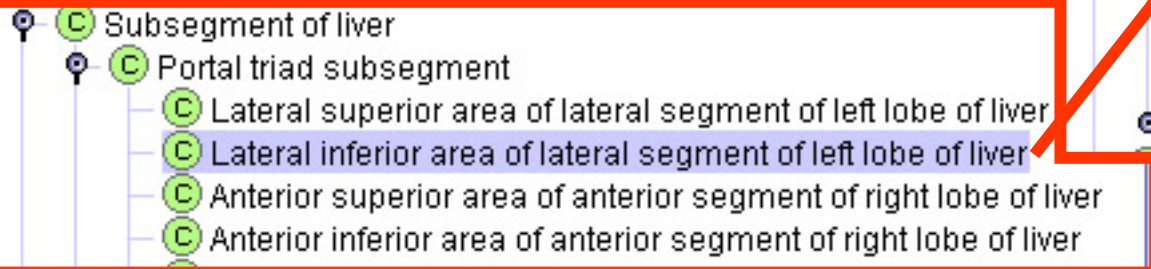 C Subsegment of liver
C Portal triad subsegment
C Lateral superior area of lateral segment of left lobe of liver
C Lateral inferior area of lateral segment of left lobe of liver
C Anterior superior area of anterior segment of right lobe of liver
C Anterior inferior area of anterior segment of right lobe of liver